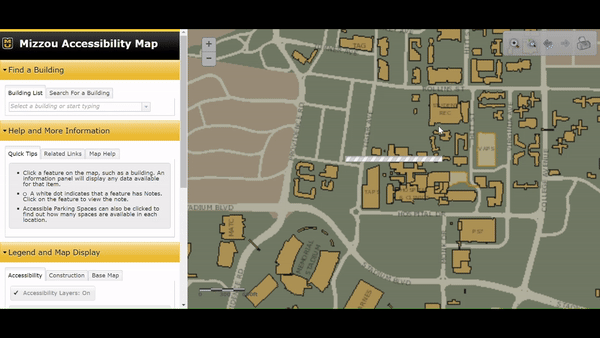 Mizzou Accessibility Map
Find a Building
Building List
Search For a Building
Select a building or start typing
Help and More Information
Quick Tips
Related Links
Map Help
Click a feature on the map, such as a building. An
information panel will display any data available
for that item.
A white dot indicates that a feature has Notes.
Click on the feature to view the note.
Accessible Parking Spaces can also be clicked to
find out how many spaces are available in each
location.
Legend and Map Display
Accessibility
Construction
Base Map
Accessibility Layers: On
TAG
REC
HOSPITAL DR